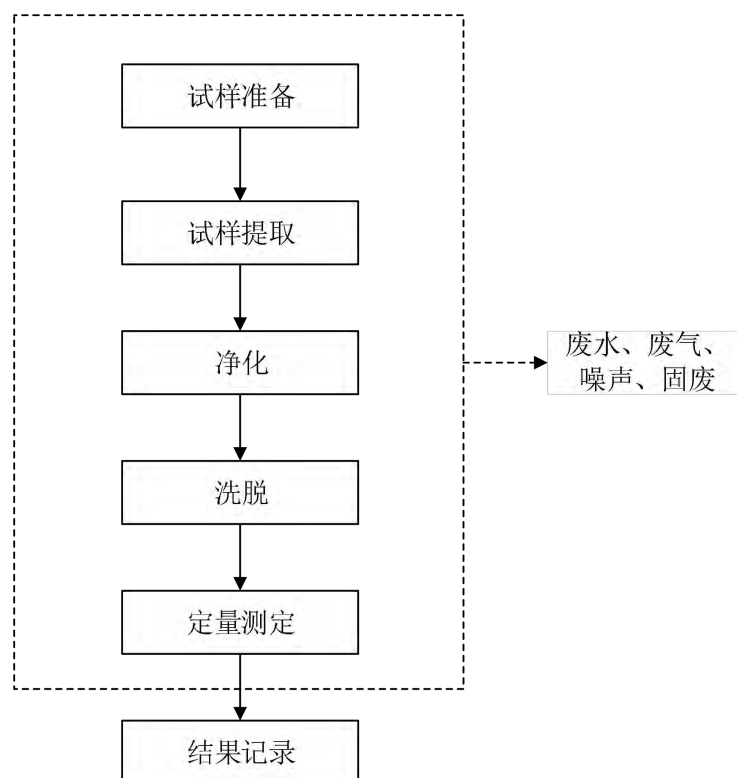 试样准备
试样提取
净化
废水、废气、
噪声、固废
洗脱
定量测定
结果记录